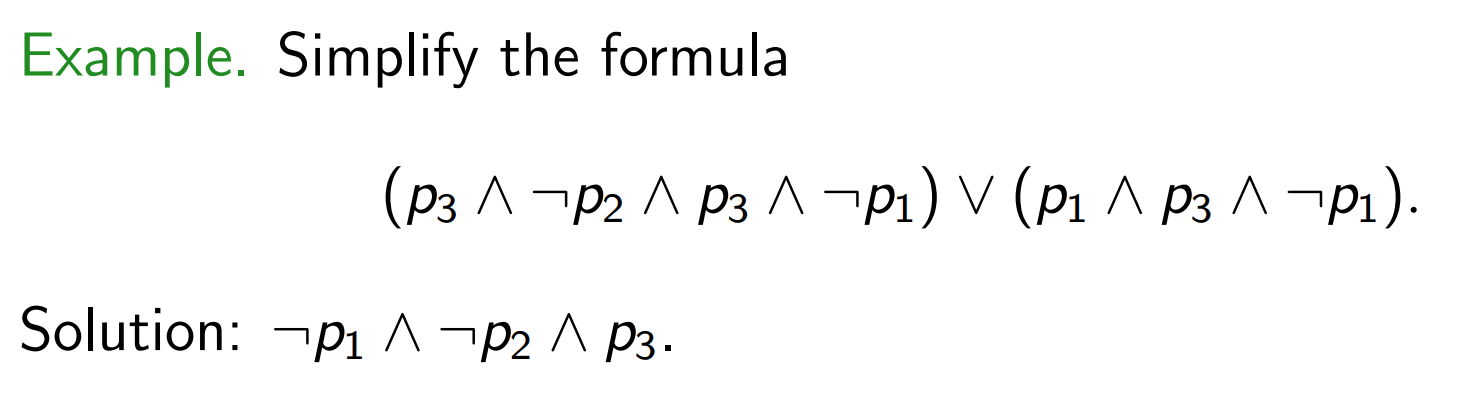 Example. Simplify the formula
(p₃ ∧ ¬p₂ ∧ p₃ ∧ ¬p₁) ∨ (p₁ ∧ p₃ ∧ ¬p₁).
Solution: ¬p₁ ∧ ¬p₂ ∧ p₃.